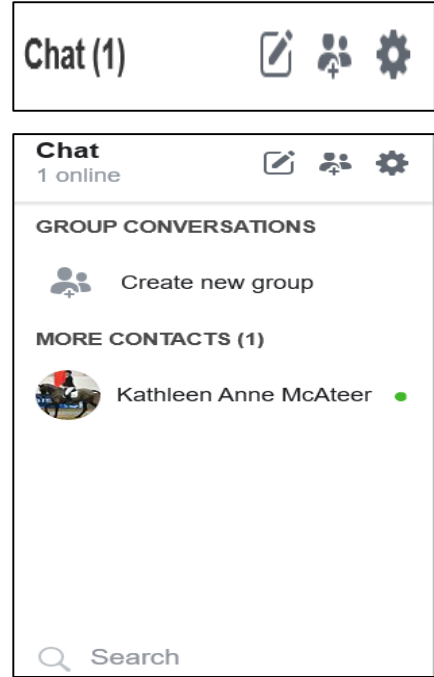 Chat (1)
Chat
1 online
GROUP CONVERSATIONS
Create new group
MORE CONTACTS (1)
Kathleen Anne McAteer
Search